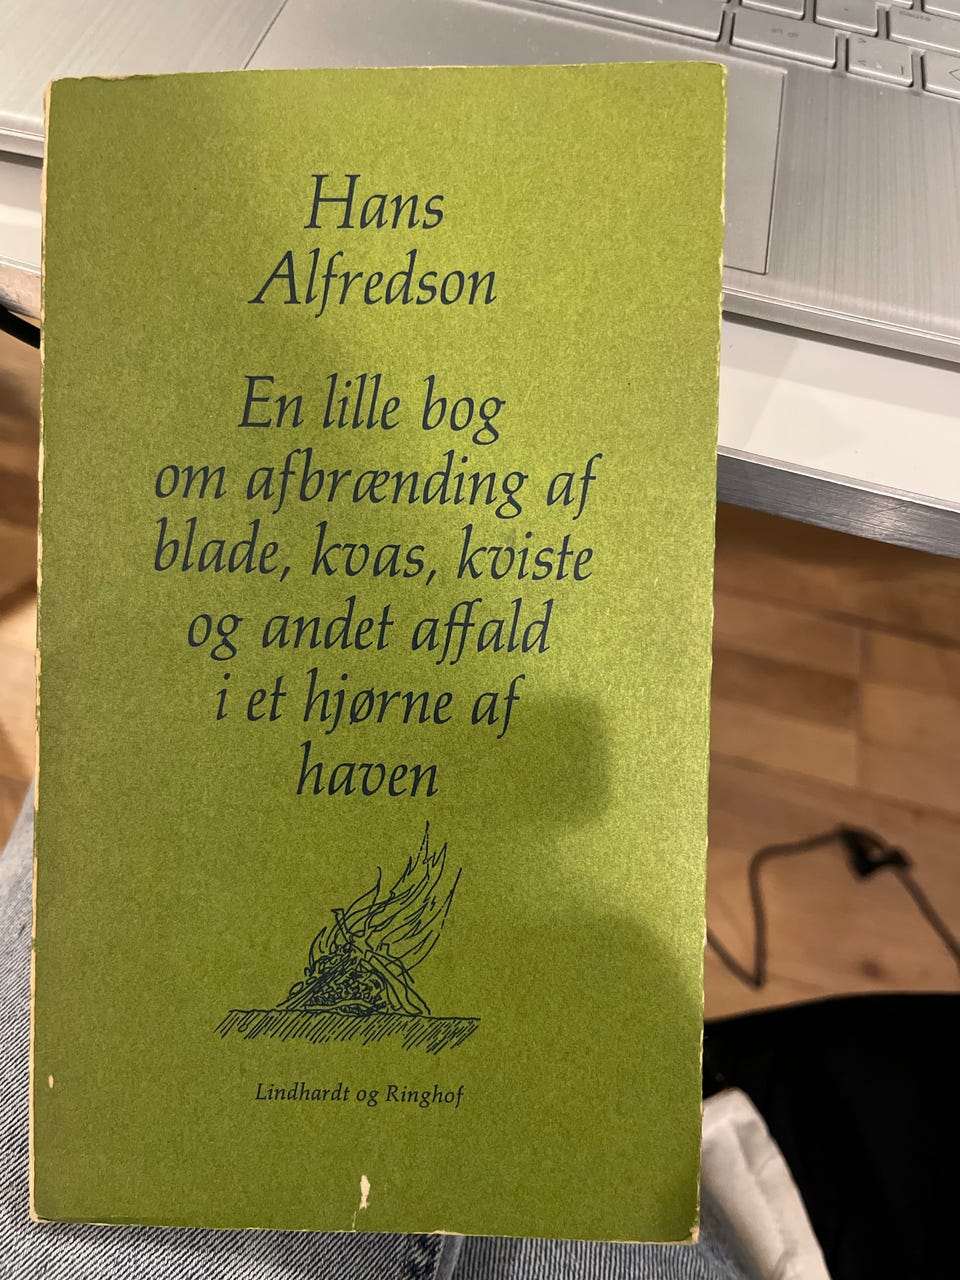 Hans
Alfredson
En lille bog
om afbrænding af
blade, kvas, kviste
og andet affald
i et hjørne af
haven
Lindhardt og Ringhof